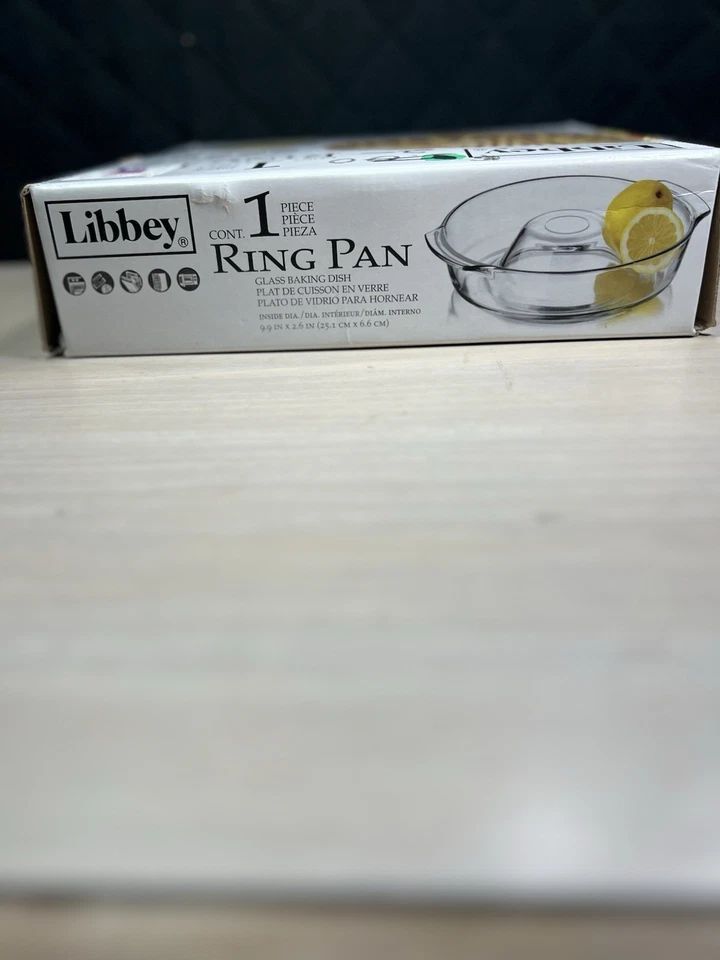 Libbey®
CONT. 1 PIECE
PIÈCE
PIEZA
RING PAN
GLASS BAKING DISH
PLAT DE CUISSON EN VERRE
PLATO DE VIDRIO PARA HORNEAR
INSIDE DIA./DIA. INTÉRIEUR/DIÁM. INTERNO
9.9 IN X 2.6 IN (25.1 CM X 6.6 CM)
Libbey